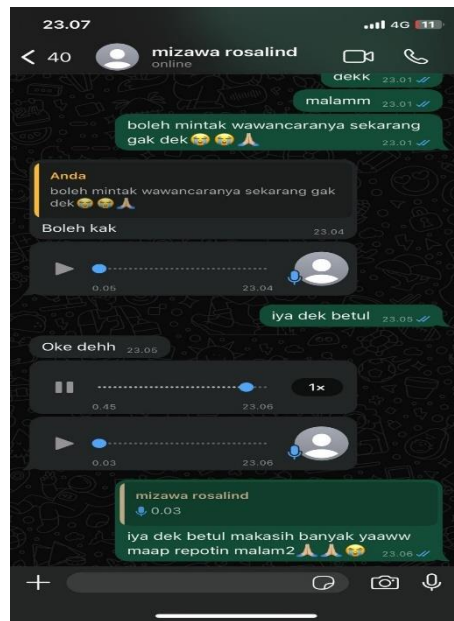 23.07
4G 11
40 mizawa rosalind
online
dekk 23.01
malamm 23.01
boleh mintak wawancaranya sekarang
gak dek😭😭🙏 23.01
Anda
boleh mintak wawancaranya sekarang gak
dek😭😭🙏
Boleh kak 23.04
0.05 23.04
iya dek betul 23.05
Oke dehh 23.05
1x
0.45 23.06
0.03 23.06
mizawa rosalind
0.03
iya dek betul makasih banyak yaaww
maap repotin malam2🙏🙏😁 23.06